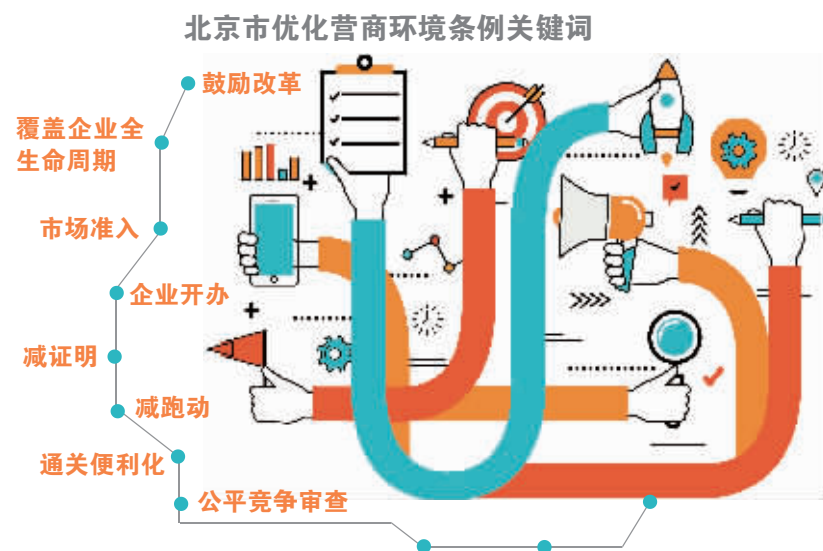 北京市优化营商环境条例关键词
鼓励改革
覆盖企业全
生命周期
市场准入
企业开办
减证明
减跑动
通关便利化
公平竞争审查